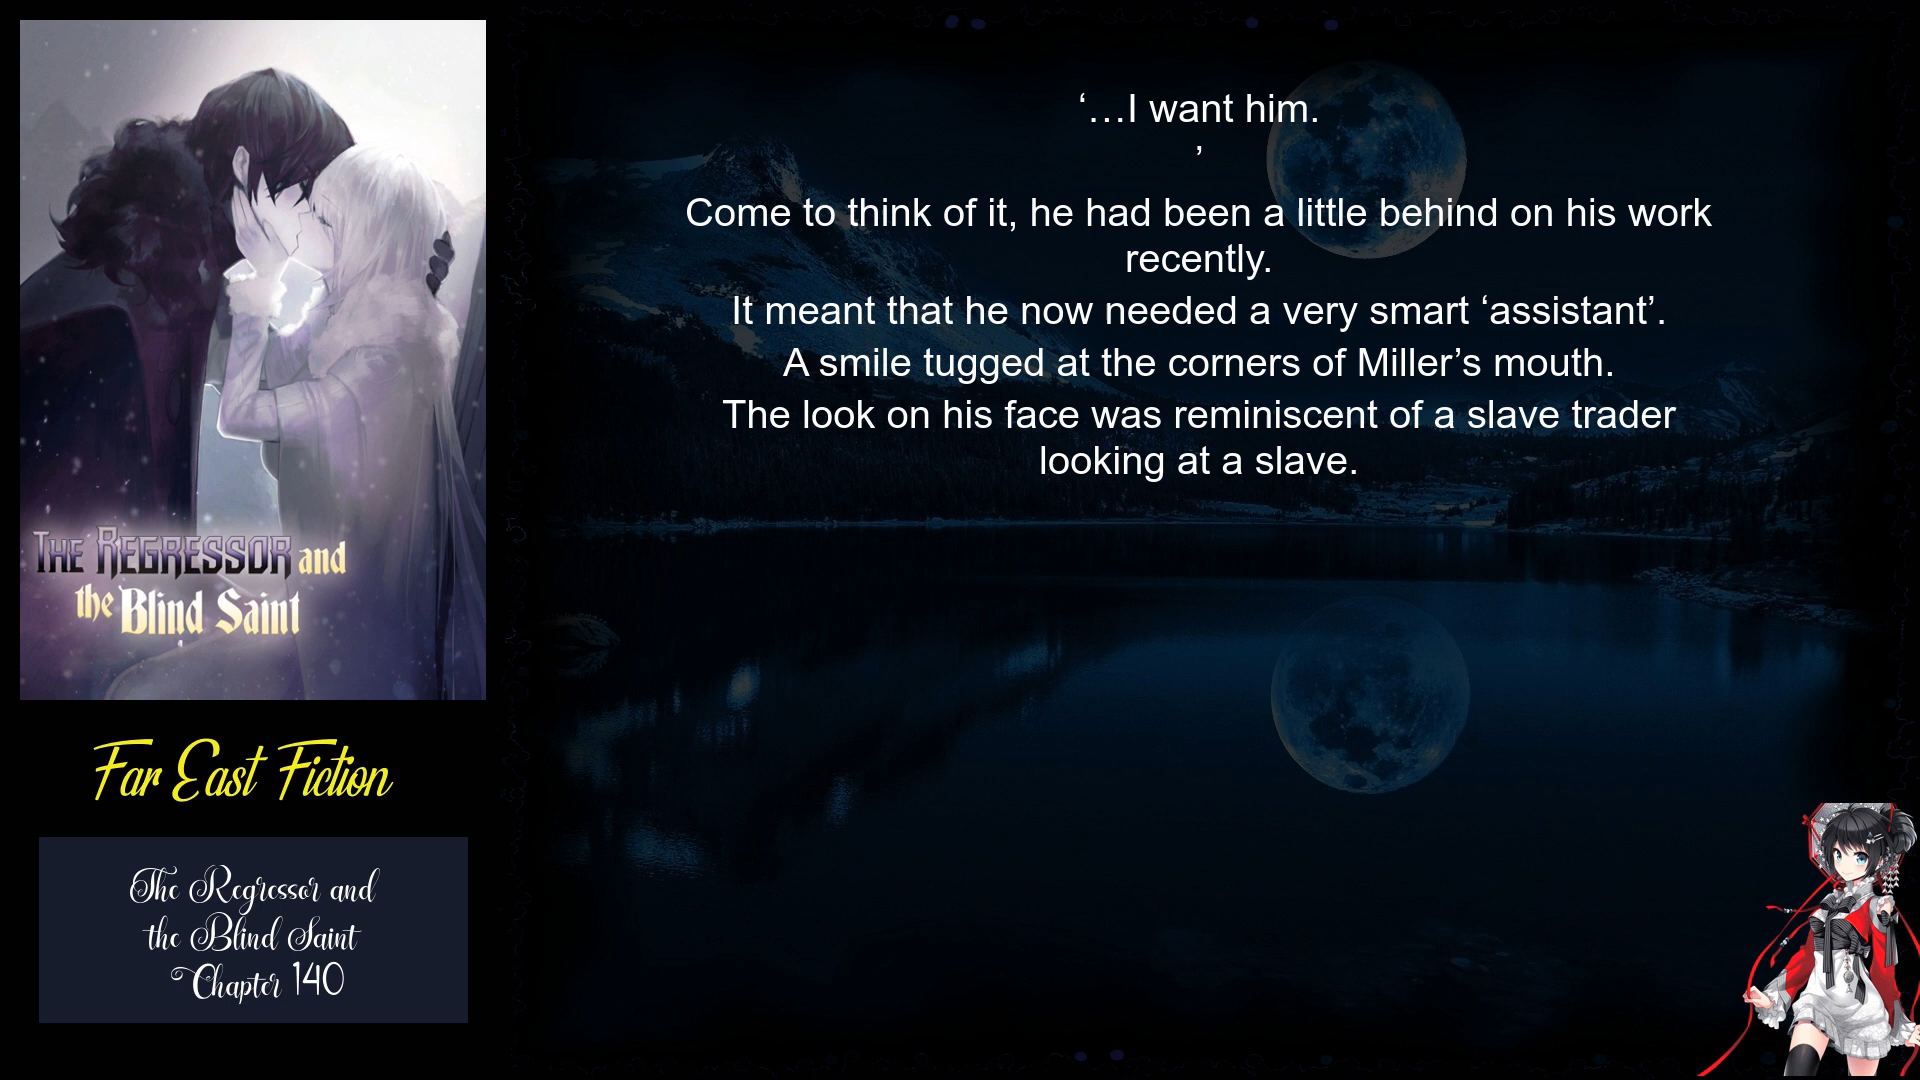 THE REGRESSOR and
the Blind Saint
Far East Fiction
The Regressor and
the Blind Saint
Chapter 140
‘…I want him.
’
Come to think of it, he had been a little behind on his work
recently.
It meant that he now needed a very smart ‘assistant’.
A smile tugged at the corners of Miller’s mouth.
The look on his face was reminiscent of a slave trader
looking at a slave.